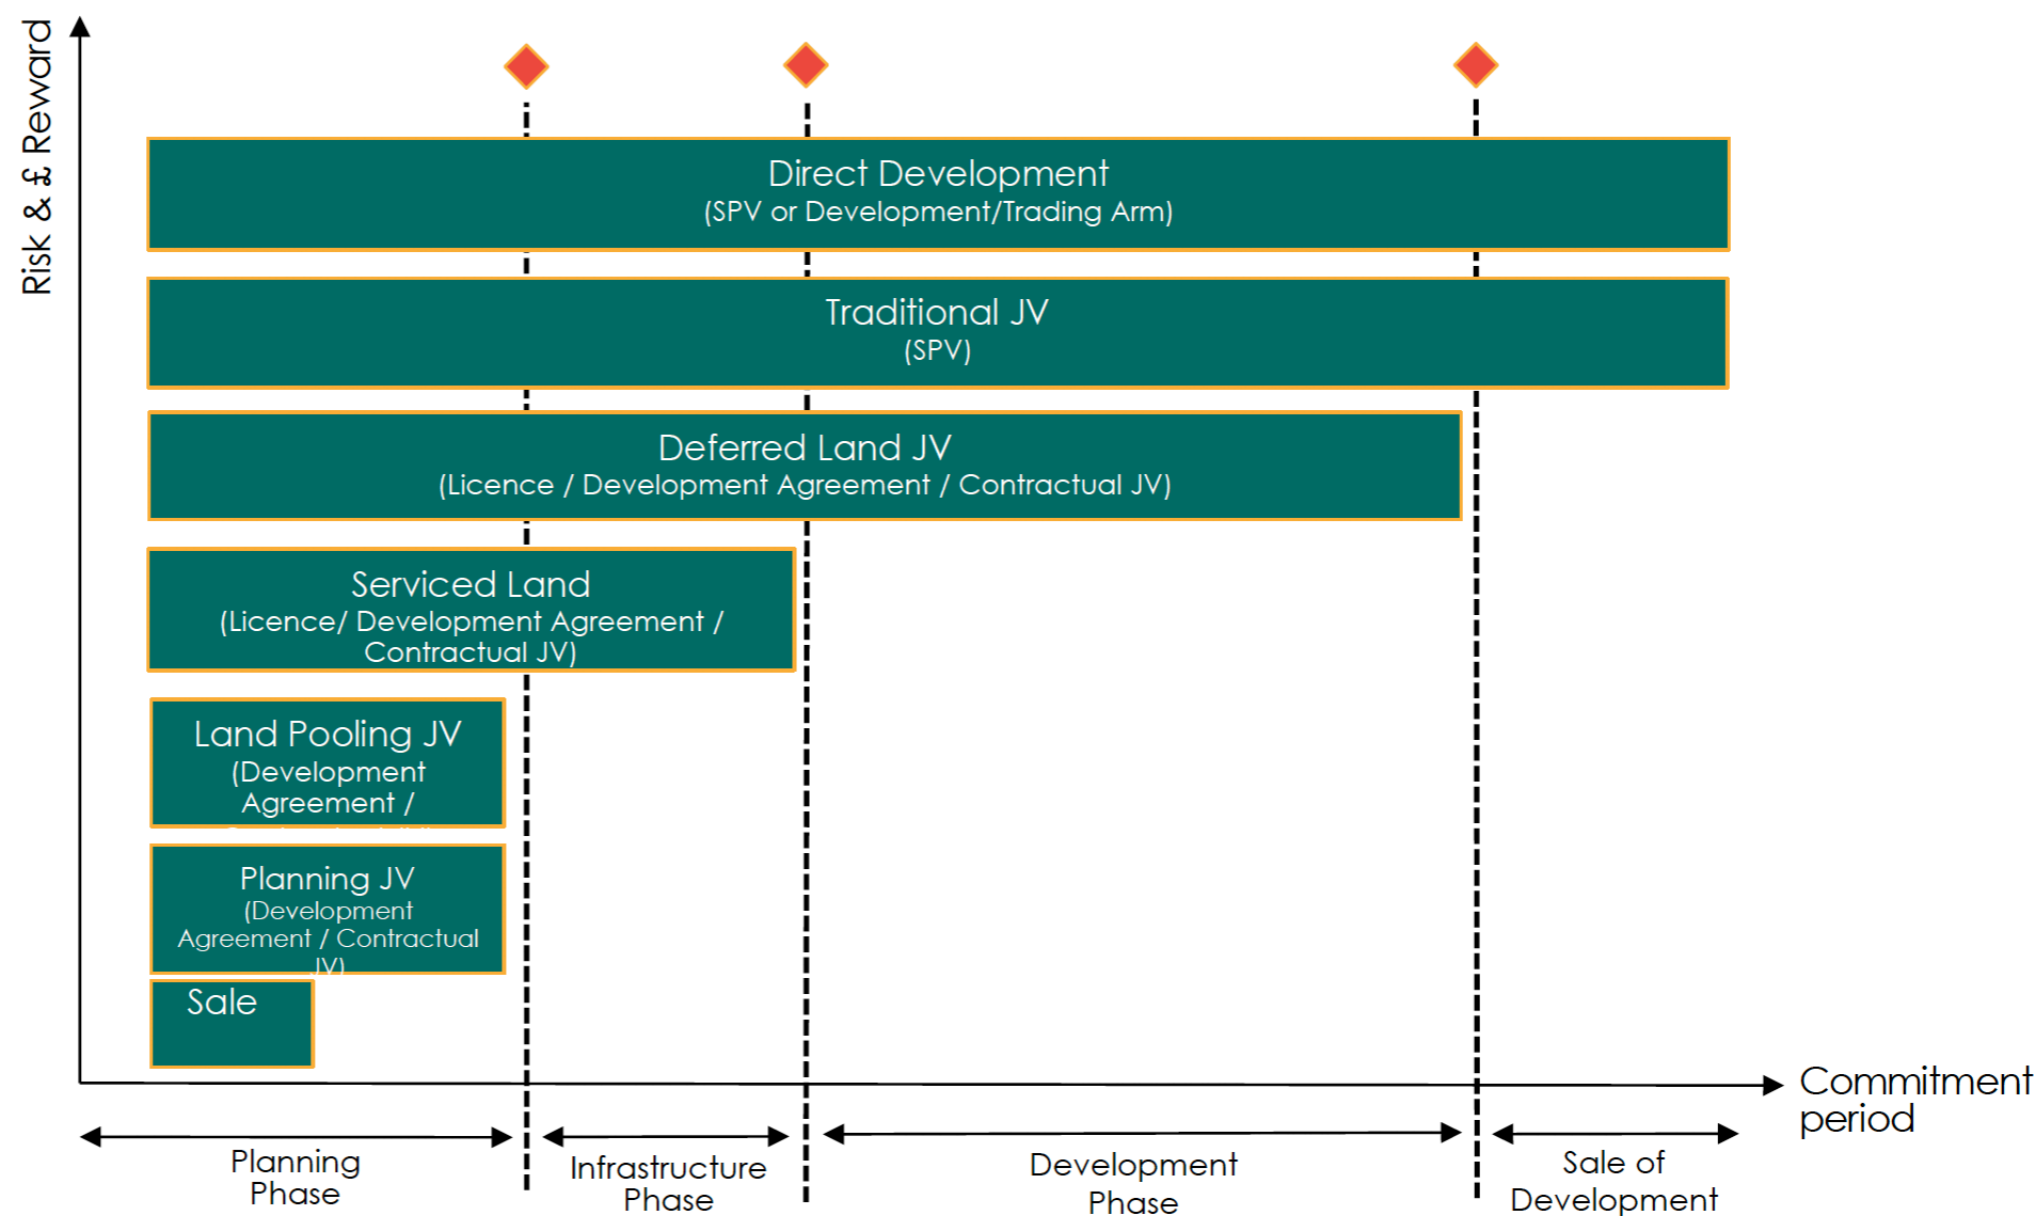 Risk & £ Reward
Direct Development
(SPV or Development/Trading Arm)
Traditional JV
(SPV)
Deferred Land JV
(Licence / Development Agreement / Contractual JV)
Serviced Land
(Licence/ Development Agreement /
Contractual JV)
Land Pooling JV
(Development
Agreement /
Planning JV
(Development
Agreement / Contractual
JV)
Sale
Commitment
period
Planning
Phase
Infrastructure
Phase
Development
Phase
Sale of
Development